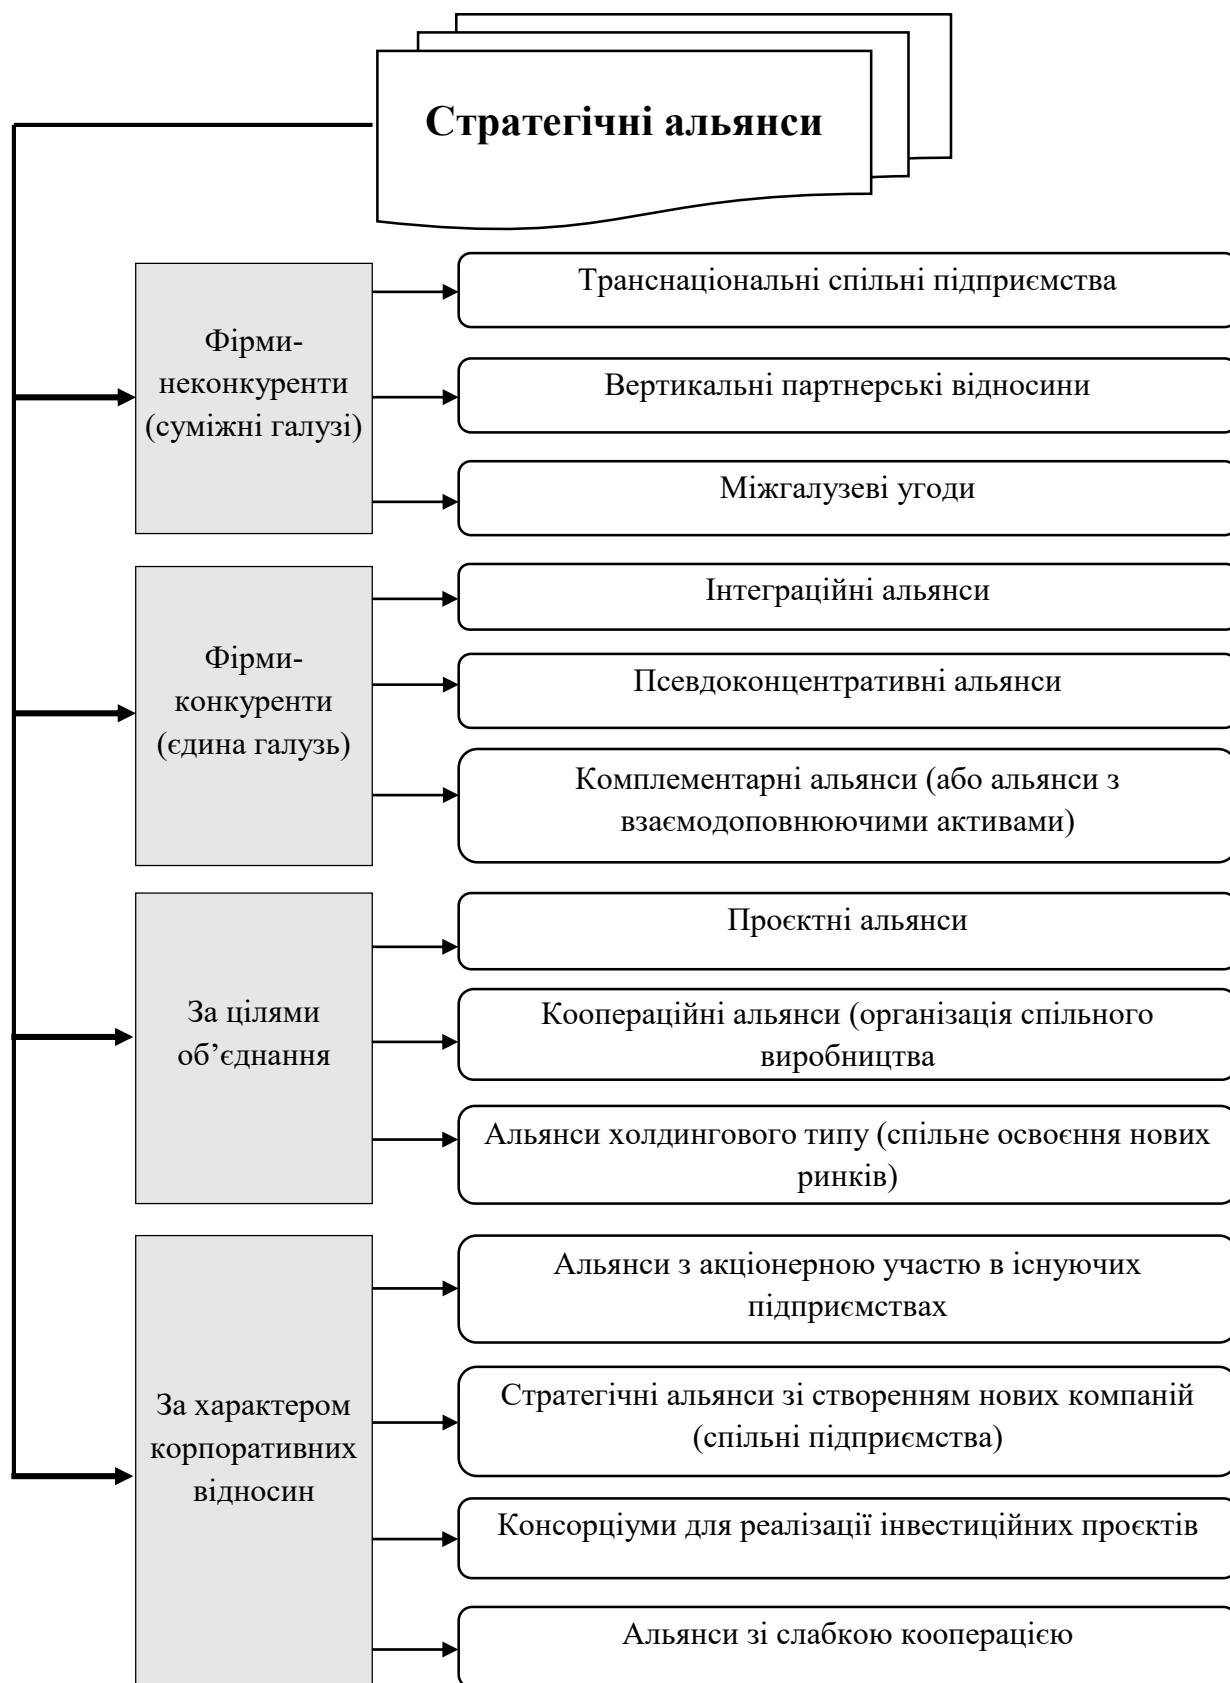 Стратегічні альянси
Фірми-
неконкуренти
(суміжні галузі)
Транснаціональні спільні підприємства
Вертикальні партнерські відносини
Міжгалузеві угоди
Фірми-
конкуренти
(єдина галузь)
Інтеграційні альянси
Псевдоконцентративні альянси
Комплементарні альянси (або альянси з
взаємодоповнюючими активами)
За цілями
об’єднання
Проєктні альянси
Коопераційні альянси (організація спільного
виробництва
Альянси холдингового типу (спільне освоєння нових
ринків)
За характером
корпоративних
відносин
Альянси з акціонерною участю в існуючих
підприємствах
Стратегічні альянси зі створенням нових компаній
(спільні підприємства)
Консорціуми для реалізації інвестиційних проєктів
Альянси зі слабкою кооперацією